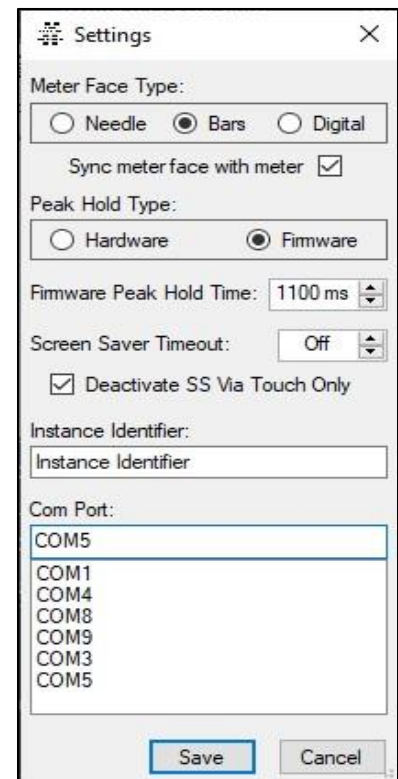 Settings
Meter Face Type:
Needle Bars Digital
Sync meter face with meter
Peak Hold Type:
Hardware Firmware
Firmware Peak Hold Time: 1100 ms
Screen Saver Timeout: Off
Deactivate SS Via Touch Only
Instance Identifier:
Instance Identifier
Com Port:
COM5
COM1
COM4
COM8
COM9
COM3
COM5
Save Cancel